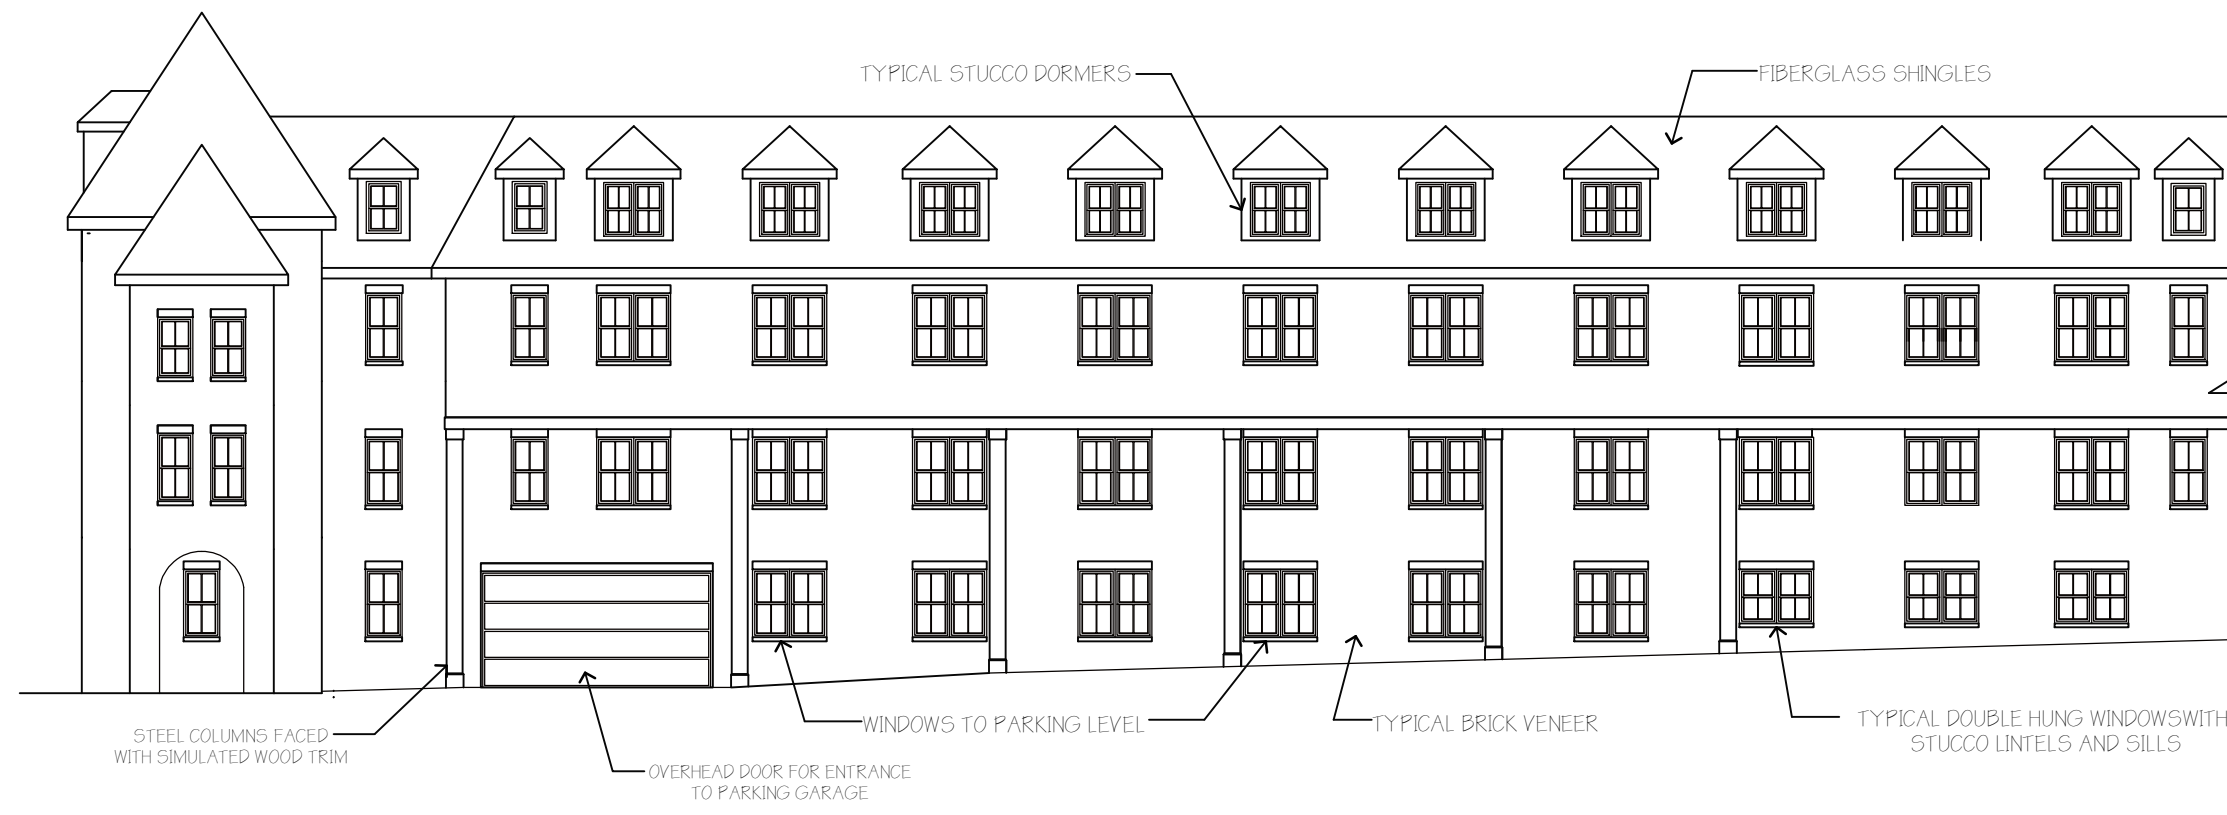 TYPICAL STUCCO DORMERS
FIBERGLASS SHINGLES
STEEL COLUMNS FACED
WITH SIMULATED WOOD TRIM
OVERHEAD DOOR FOR ENTRANCE
TO PARKING GARAGE
WINDOWS TO PARKING LEVEL
TYPICAL BRICK VENEER
TYPICAL DOUBLE HUNG WINDOWSWITH
STUCCO LINTELS AND SILLS